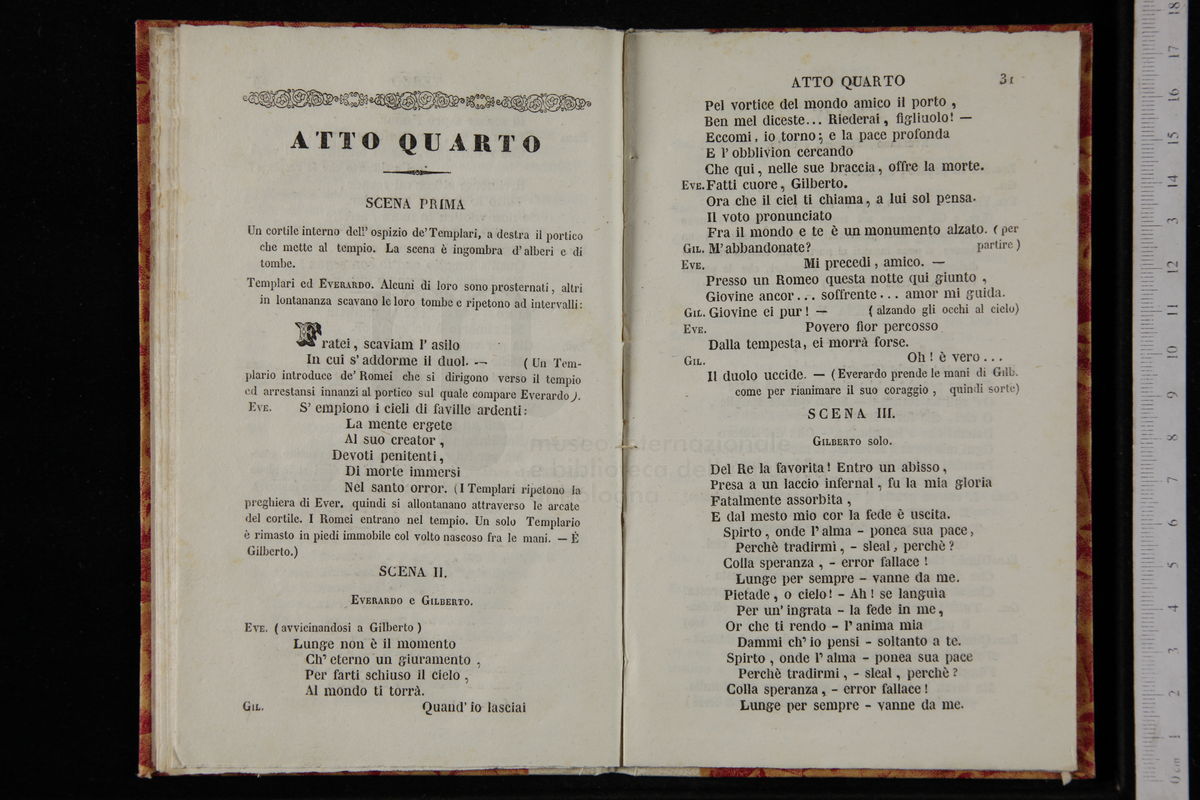 ATTO QUARTO
SCENA PRIMA
Un cortile interno dell' ospizio de' Templari, a destra il portico
che mette al tempio. La scena è ingombra d'alberi e di
tombe.
Templari ed EVERARDO. Alcuni di loro sono prosternati, altri
in lontananza scavano le loro tombe e ripetono ad intervalli:
Fratei, scaviam l' asilo
In cui s' addorme il duol. — ( Un Tem-
plario introduce de' Romei che si dirigono verso il tempio
ed arrestansi innanzi al portico sul quale compare Everardo ).
EVE. S' empiono i cieli di faville ardenti:
La mente ergete
Al suo creator ,
Devoti penitenti ,
Di morte immersi
Nel santo orror. (I Templari ripetono la
preghiera di Ever. quindi si allontanano attraverso le arcate
del cortile. I Romei entrano nel tempio. Un solo Templario
è rimasto in piedi immobile col volto nascoso fra le mani. — È
Gilberto.)
SCENA II.
EVERARDO e GILBERTO.
EVE. ( avvicinandosi a Gilberto )
Lunge non è il momento
Ch' eterno un giuramento ,
Per farti schiuso il cielo ,
Al mondo ti torrà.
GIL. Quand' io lasciai
ATTO QUARTO 31
Pel vortice del mondo amico il porto ,
Ben mel diceste... Riederai , figliuolo! —
Eccomi , io torno ; e la pace profonda
E l' obblivion cercando
Che qui , nelle sue braccia , offre la morte.
EVE. Fatti cuore , Gilberto.
Ora che il ciel ti chiama , a lui sol pensa.
Il voto pronunciato
Fra il mondo e te è un monumento alzato. ( per
GIL. M' abbandonate? partire )
EVE. Mi precedi , amico. —
Presso un Romeo questa notte qui giunto ,
Giovine ancor... soffrente... amor mi guida.
GIL. Giovine ei pur ! — ( alzando gli occhi al cielo)
EVE. Povero fior percosso
Dalla tempesta, ei morrà forse.
GIL. Oh ! è vero...
Il duolo uccide. — ( Everardo prende le mani di Gilb.
come per rianimare il suo coraggio , quindi sorte)
SCENA III.
GILBERTO solo.
Del Re la favorita! Entro un abisso ,
Presa a un laccio infernal , fu la mia gloria
Fatalmente assorbita ,
E dal mesto mio cor la fede è uscita.
Spirto , onde l' alma - ponea sua pace ,
Perchè tradirmi , - sleal , perchè ?
Colla speranza , - error fallace !
Lunge per sempre - vanne da me.
Pietade , o cielo! - Ah ! se languia
Per un' ingrata - la fede in me ,
Or che ti rendo - l' anima mia
Dammi ch' io pensi - soltanto a te.
Spirto , onde l' alma - ponea sua pace
Perchè tradirmi , - sleal , perchè ?
Colla speranza , - error fallace !
Lunge per sempre - vanne da me.